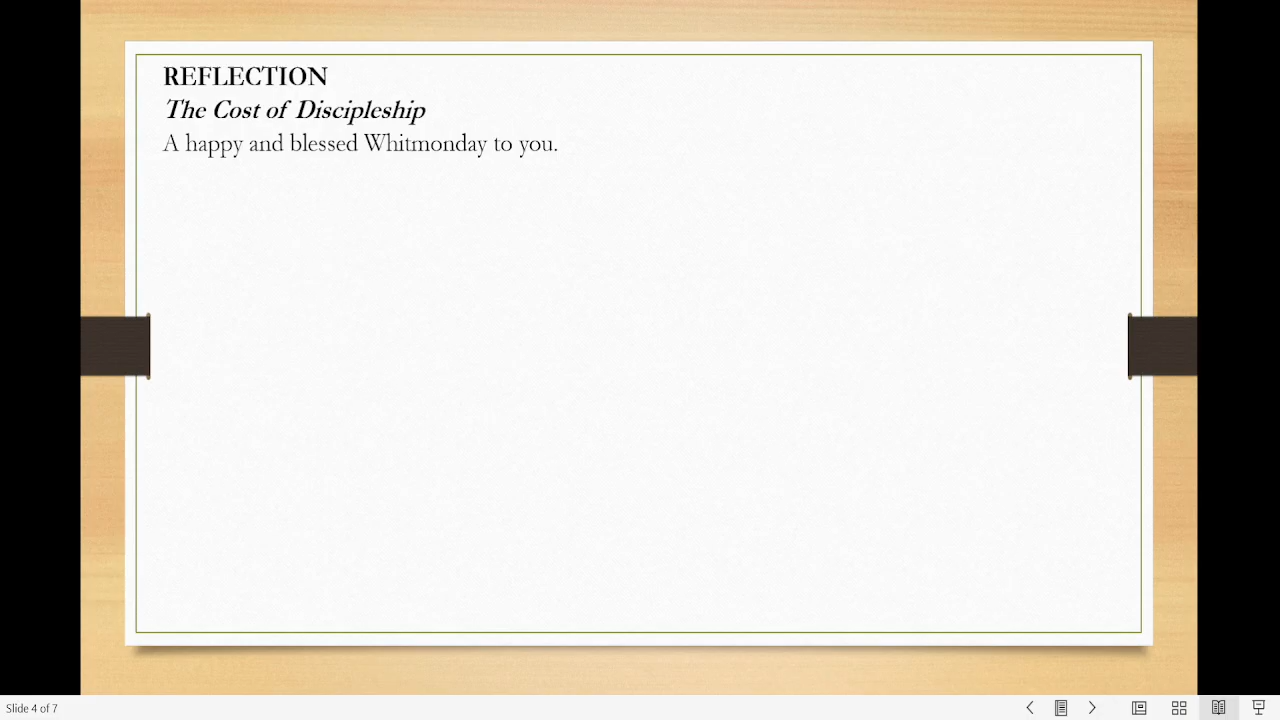 REFLECTION
The Cost of Discipleship
A happy and blessed Whitmonday to you.
Slide 4 of 7